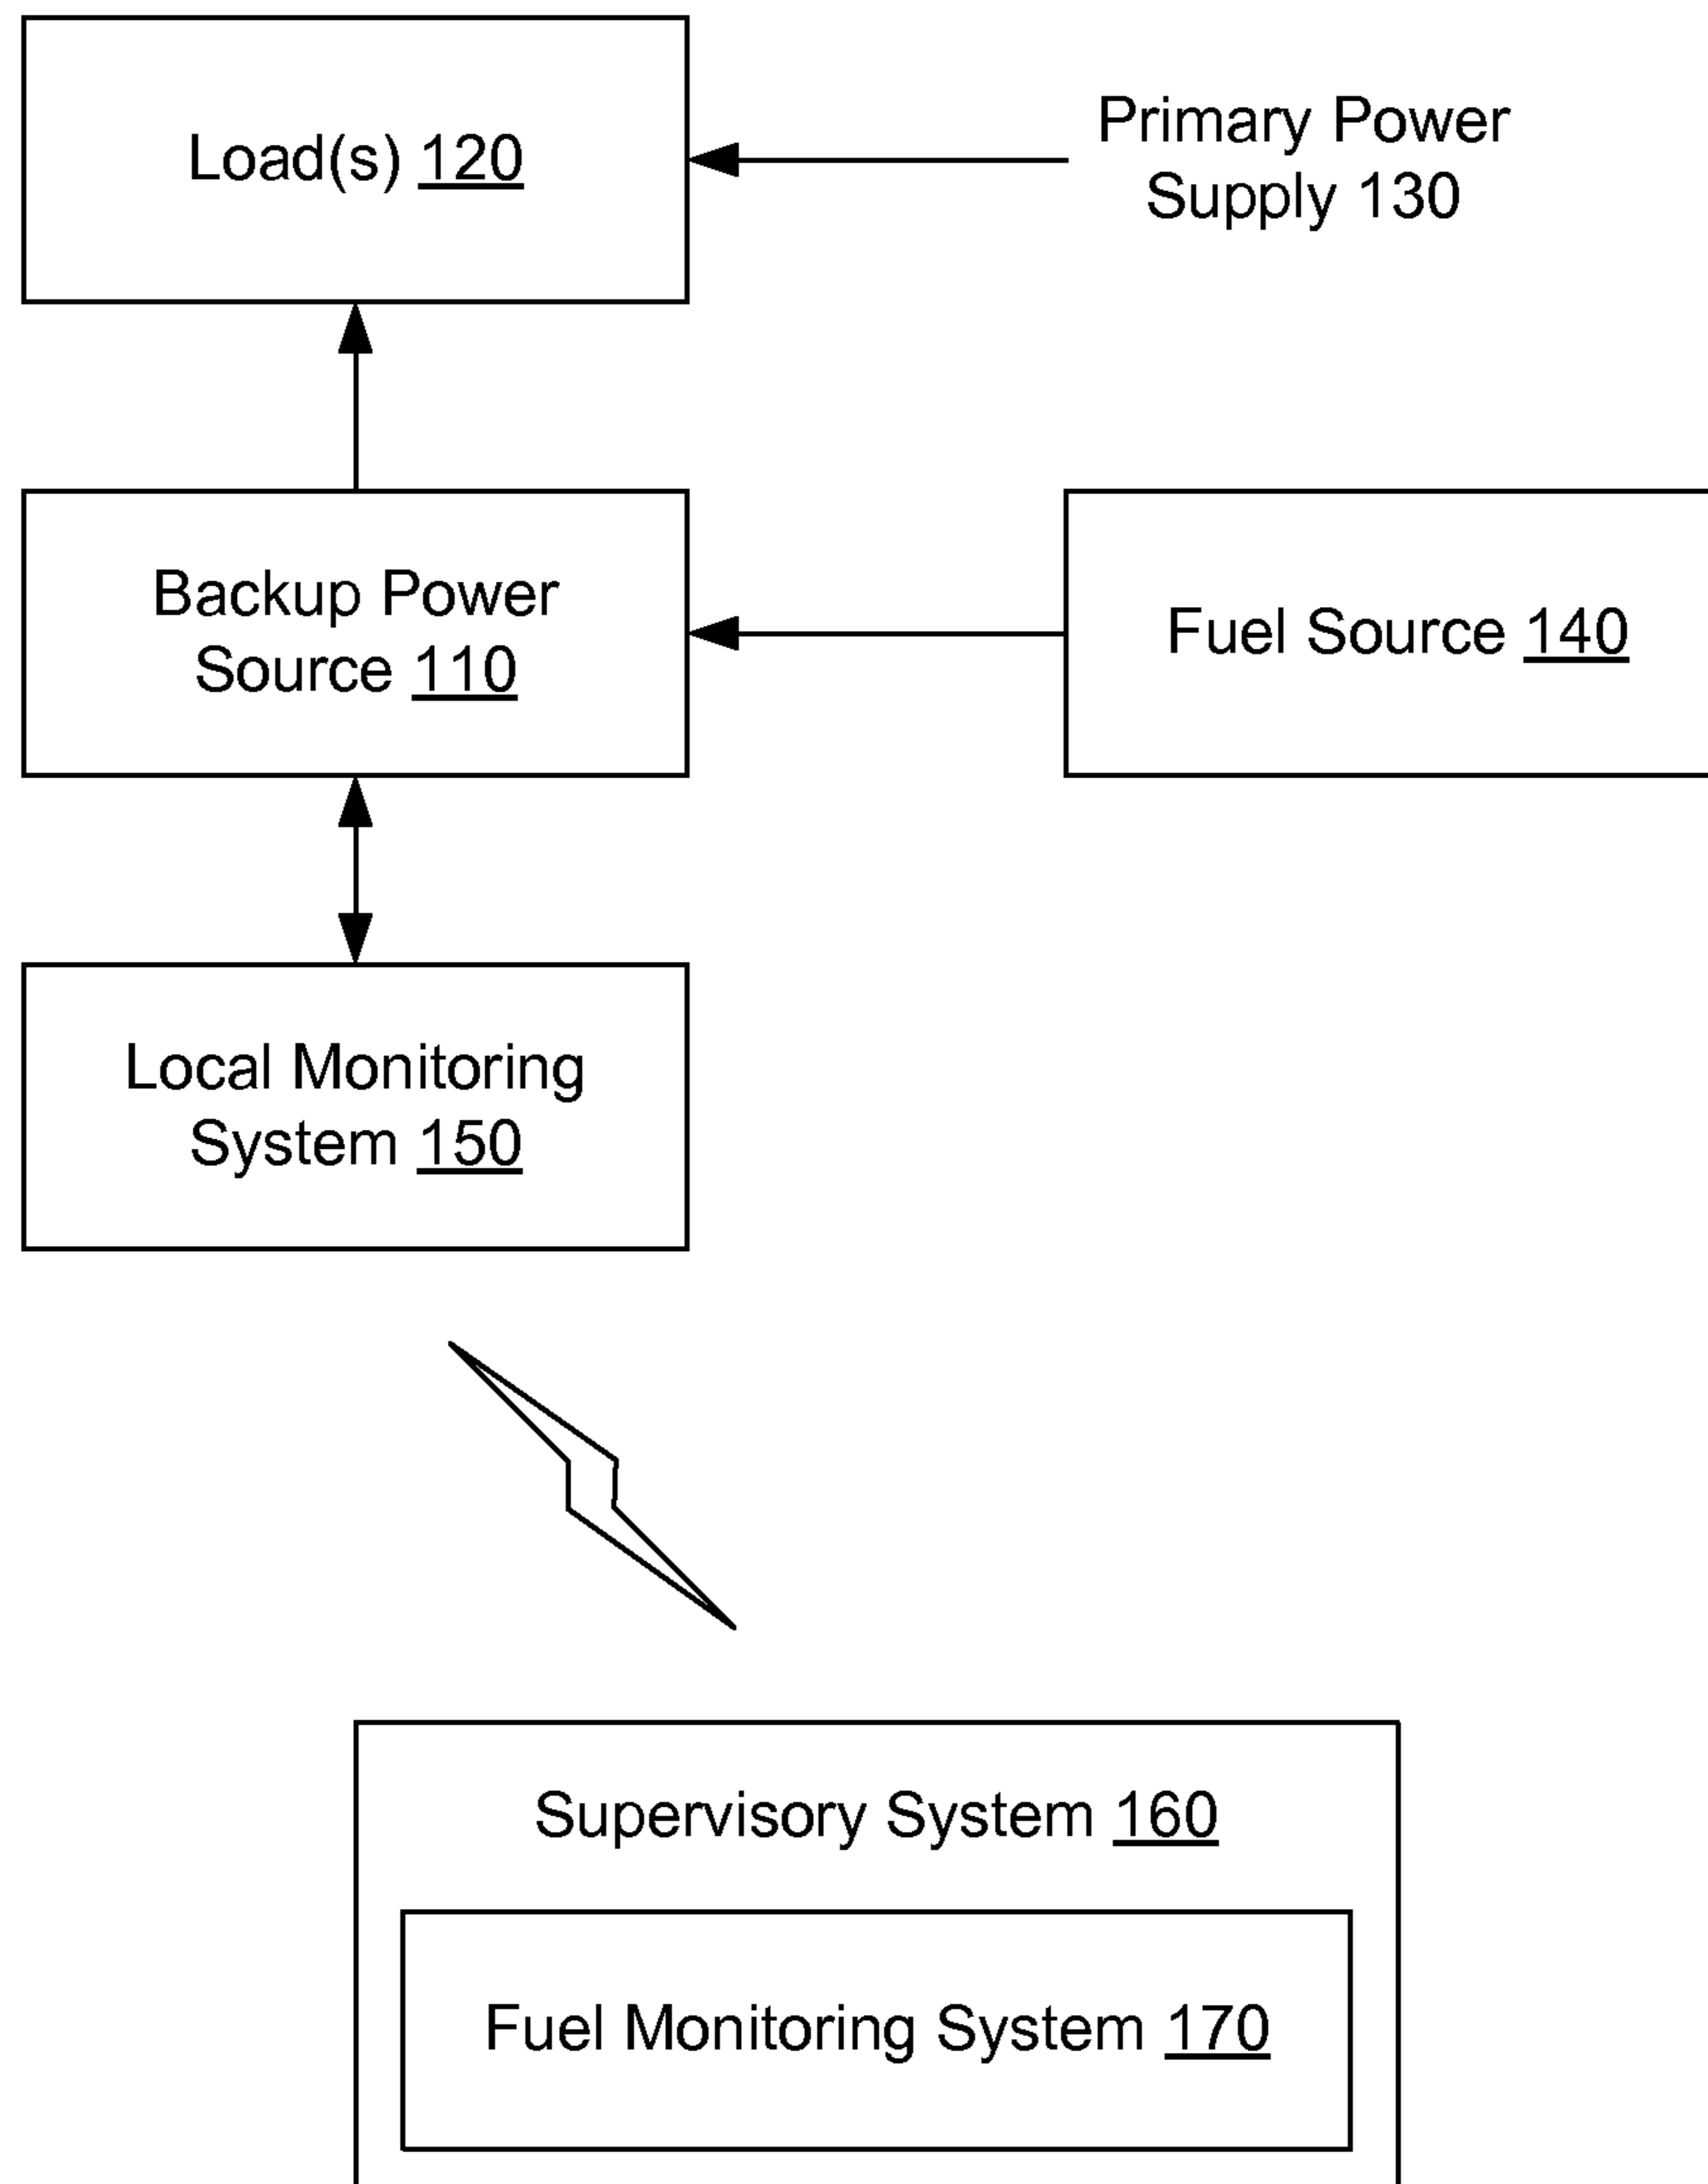 Load(s) 120
Primary Power
Supply 130
Backup Power
Source 110
Fuel Source 140
Local Monitoring
System 150
Supervisory System 160
Fuel Monitoring System 170